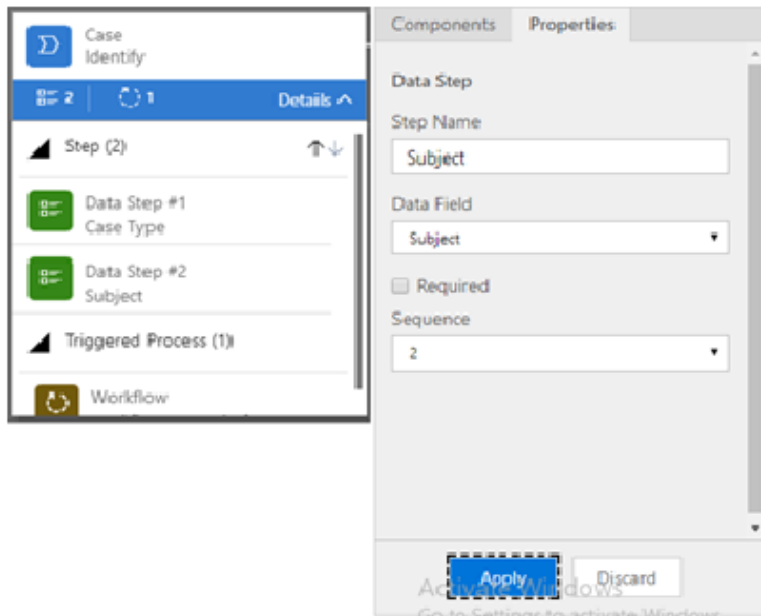 Case
Identify
2 1 Details
Step (2)
Data Step #1
Case Type
Data Step #2
Subject
Triggered Process (1)
Workflow
Components Properties
Data Step
Step Name
Subject
Data Field
Subject
Required
Sequence
2
Apply Discard
Activate Windows
Go to Settings to activate Windows